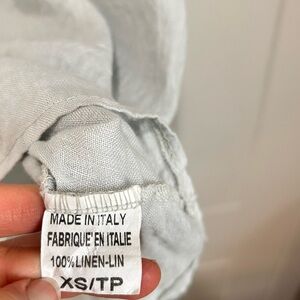 MADE IN ITALY
FABRIQUE' EN ITALIE
100%LINEN-LIN
XS/TP